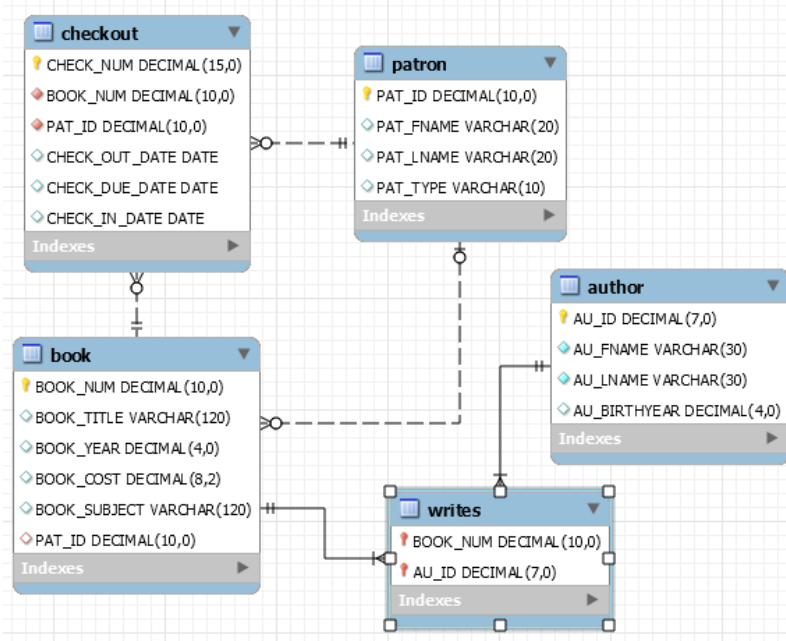 checkout
CHECK_NUM DECIMAL(15,0)
BOOK_NUM DECIMAL(10,0)
PAT_ID DECIMAL(10,0)
CHECK_OUT_DATE DATE
CHECK_DUE_DATE DATE
CHECK_IN_DATE DATE
Indexes
patron
PAT_ID DECIMAL(10,0)
PAT_FNAME VARCHAR(20)
PAT_LNAME VARCHAR(20)
PAT_TYPE VARCHAR(10)
Indexes
author
AU_ID DECIMAL(7,0)
AU_FNAME VARCHAR(30)
AU_LNAME VARCHAR(30)
AU_BIRTHYEAR DECIMAL(4,0)
Indexes
book
BOOK_NUM DECIMAL(10,0)
BOOK_TITLE VARCHAR(120)
BOOK_YEAR DECIMAL(4,0)
BOOK_COST DECIMAL(8,2)
BOOK_SUBJECT VARCHAR(120)
PAT_ID DECIMAL(10,0)
Indexes
writes
BOOK_NUM DECIMAL(10,0)
AU_ID DECIMAL(7,0)
Indexes